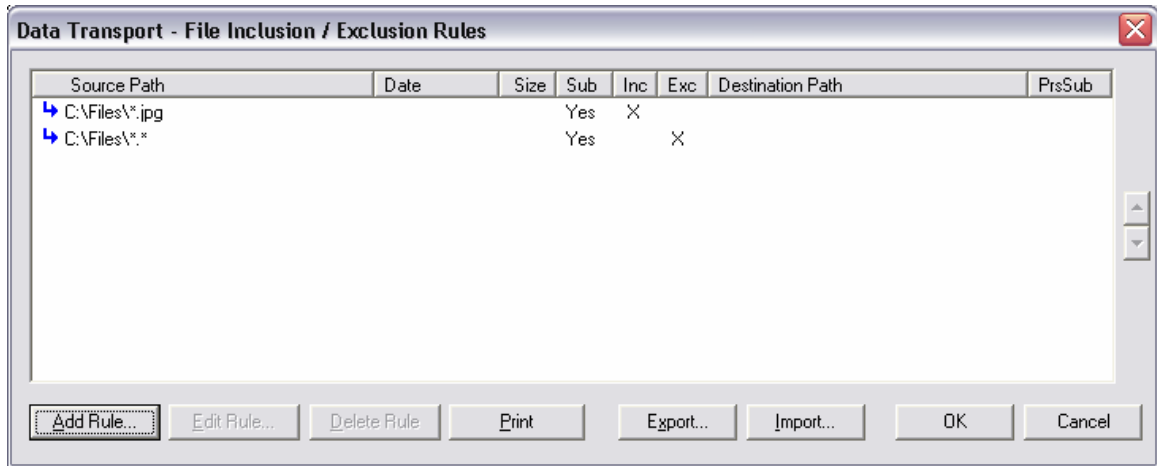 Data Transport - File Inclusion / Exclusion Rules
Source Path Date Size Sub Inc Exc Destination Path PrsSub
C:\Files\*.jpg Yes X
C:\Files\*.* Yes X
Add Rule... Edit Rule... Delete Rule Print Export... Import... OK Cancel